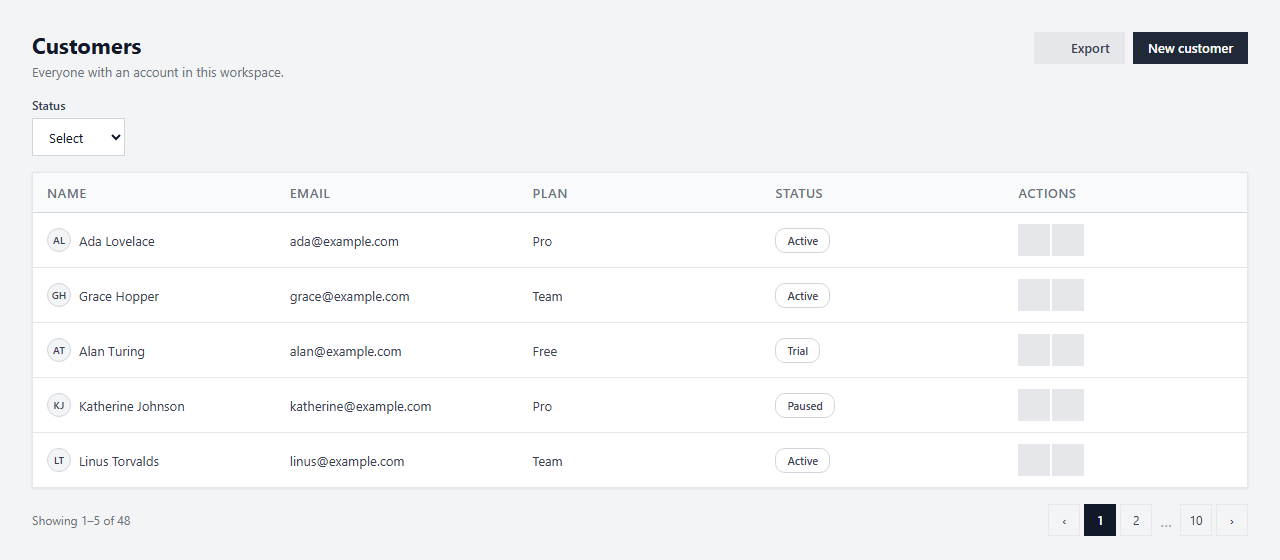 Customers
Export
New customer
Everyone with an account in this workspace.
Status
Select
NAME EMAIL PLAN STATUS ACTIONS
AL Ada Lovelace ada@example.com Pro Active
GH Grace Hopper grace@example.com Team Active
AT Alan Turing alan@example.com Free Trial
KJ Katherine Johnson katherine@example.com Pro Paused
LT Linus Torvalds linus@example.com Team Active
Showing 1–5 of 48
‹ 1 2 … 10 ›